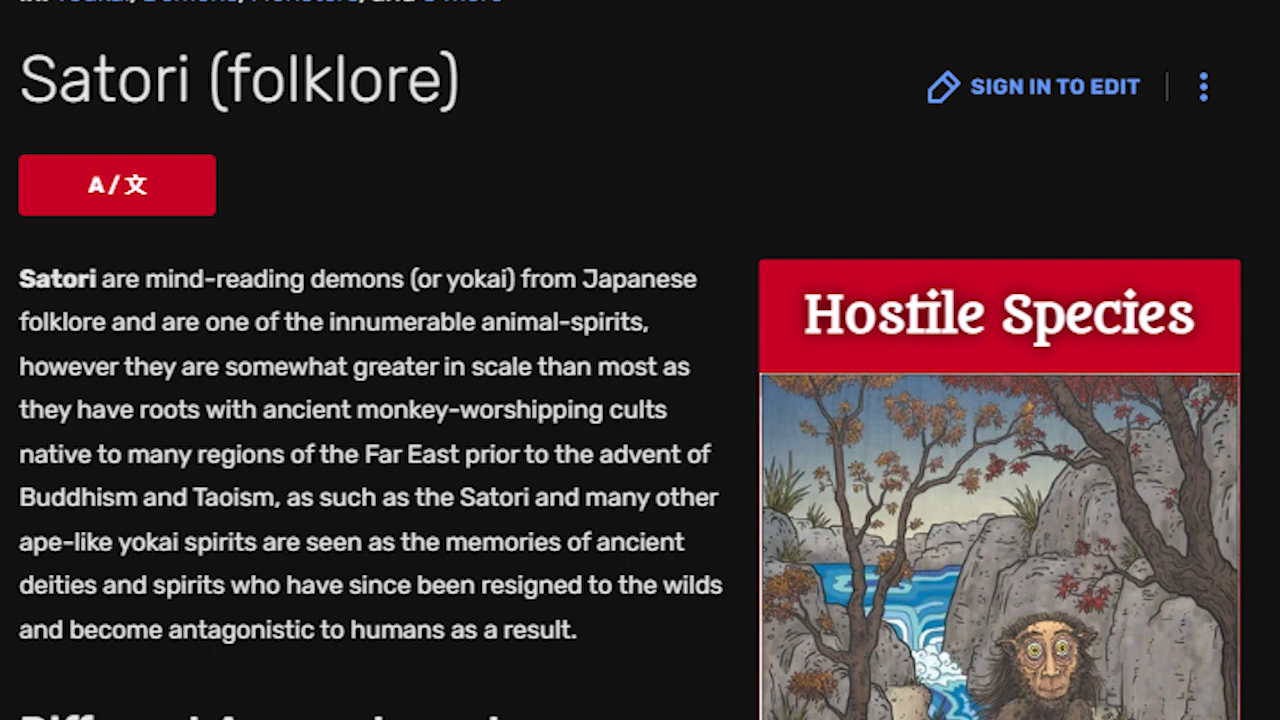 Satori (folklore)
SIGN IN TO EDIT
A / 文
Satori are mind-reading demons (or yokai) from Japanese
folklore and are one of the innumerable animal-spirits,
however they are somewhat greater in scale than most as
they have roots with ancient monkey-worshipping cults
native to many regions of the Far East prior to the advent of
Buddhism and Taoism, as such as the Satori and many other
ape-like yokai spirits are seen as the memories of ancient
deities and spirits who have since been resigned to the wilds
and become antagonistic to humans as a result.
Hostile Species